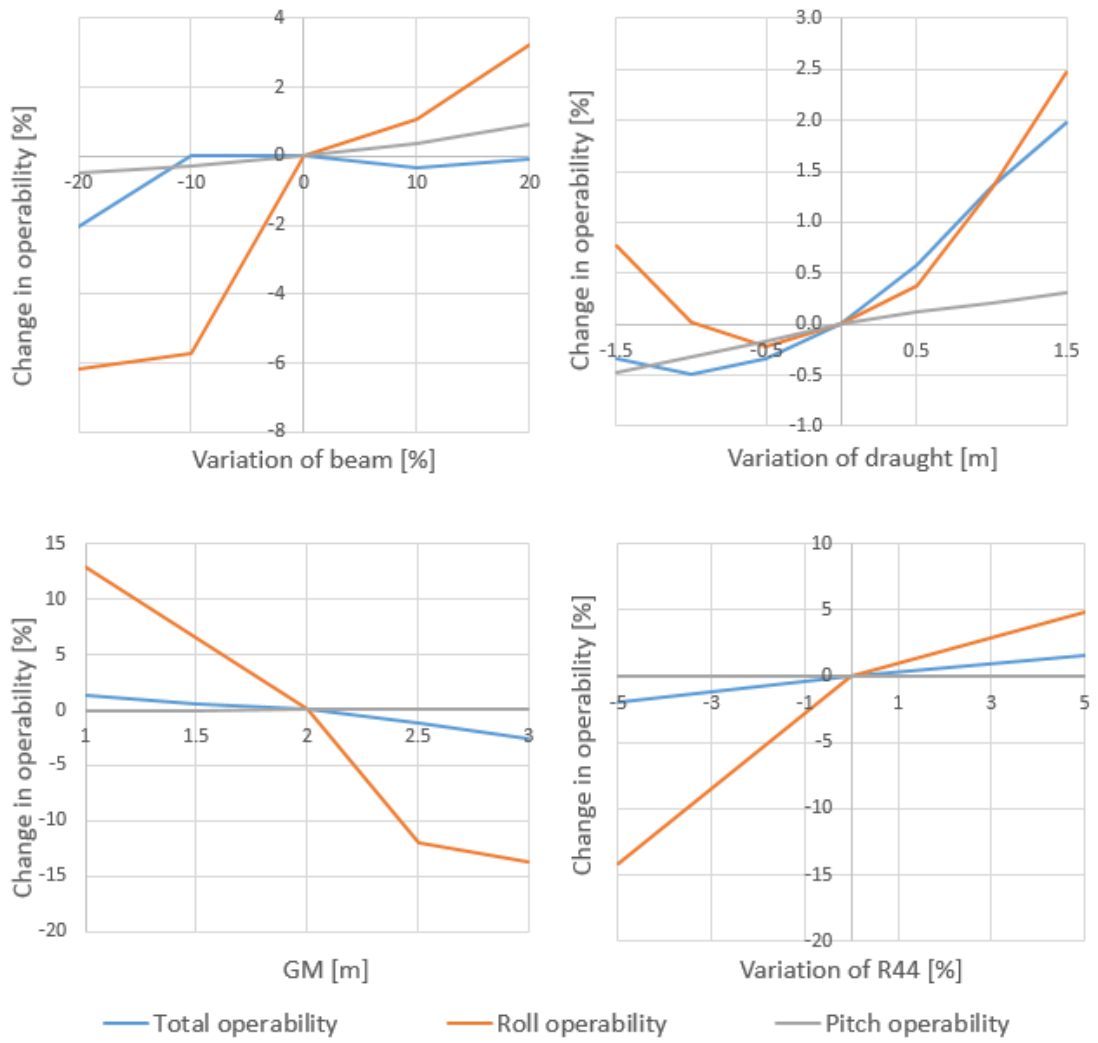 4
2
0
-2
-4
-6
-8
-20 -10 0 10 20
Change in operability [%]
Variation of beam [%]
3.0
2.5
2.0
1.5
1.0
0.5
0.0
-0.5
-1.0
-1.5 -0.5 0.5 1.5
Change in operability [%]
Variation of draught [m]
15
10
5
0
-5
-10
-15
-20
1 1.5 2 2.5 3
Change in operability [%]
GM [m]
10
5
0
-5
-10
-15
-20
-5 -3 -1 1 3 5
Change in operability [%]
Variation of R44 [%]
Total operability Roll operability Pitch operability